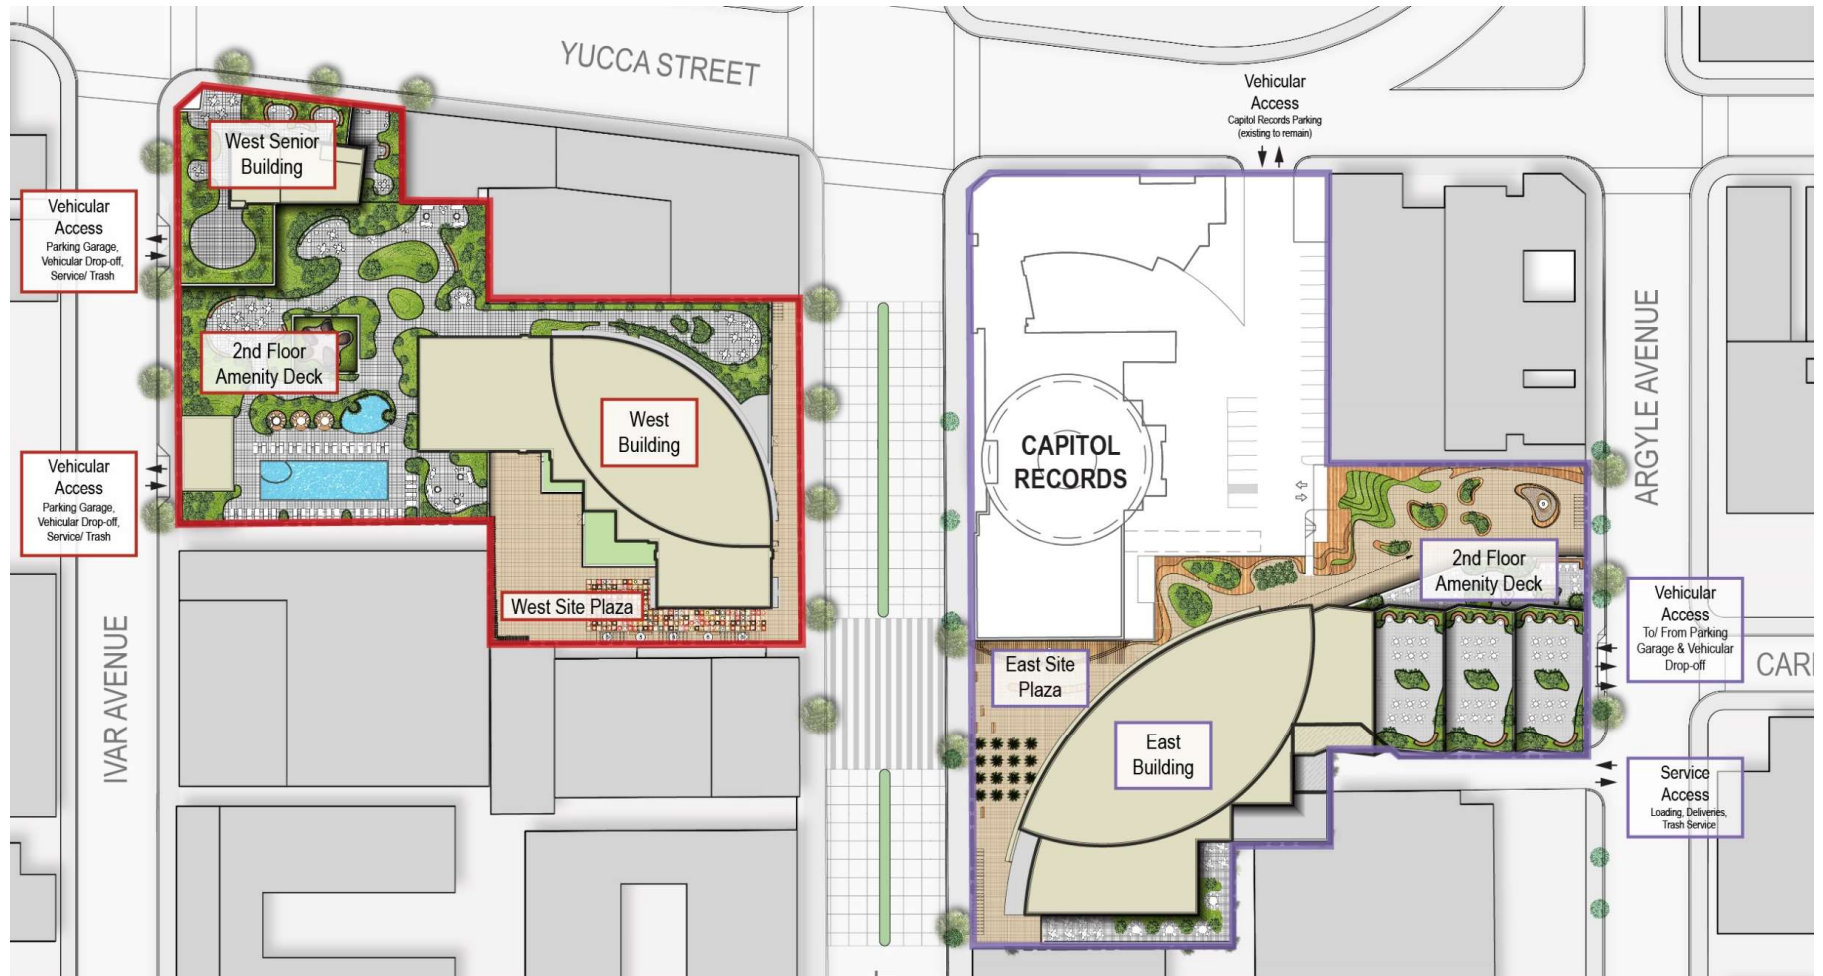 YUCCA STREET
Vehicular
Access
Capitol Records Parking
(existing to remain)
West Senior
Building
Vehicular
Access
Parking Garage,
Vehicular Drop-off,
Service/ Trash
2nd Floor
Amenity Deck
West
Building
Vehicular
Access
Parking Garage,
Vehicular Drop-off,
Service/ Trash
West Site Plaza
IVAR AVENUE
CAPITOL
RECORDS
ARGYLE AVENUE
2nd Floor
Amenity Deck
East Site
Plaza
East
Building
Vehicular
Access
To/ From Parking
Garage & Vehicular
Drop-off
CARI
Service
Access
Loading, Deliveries,
Trash Service